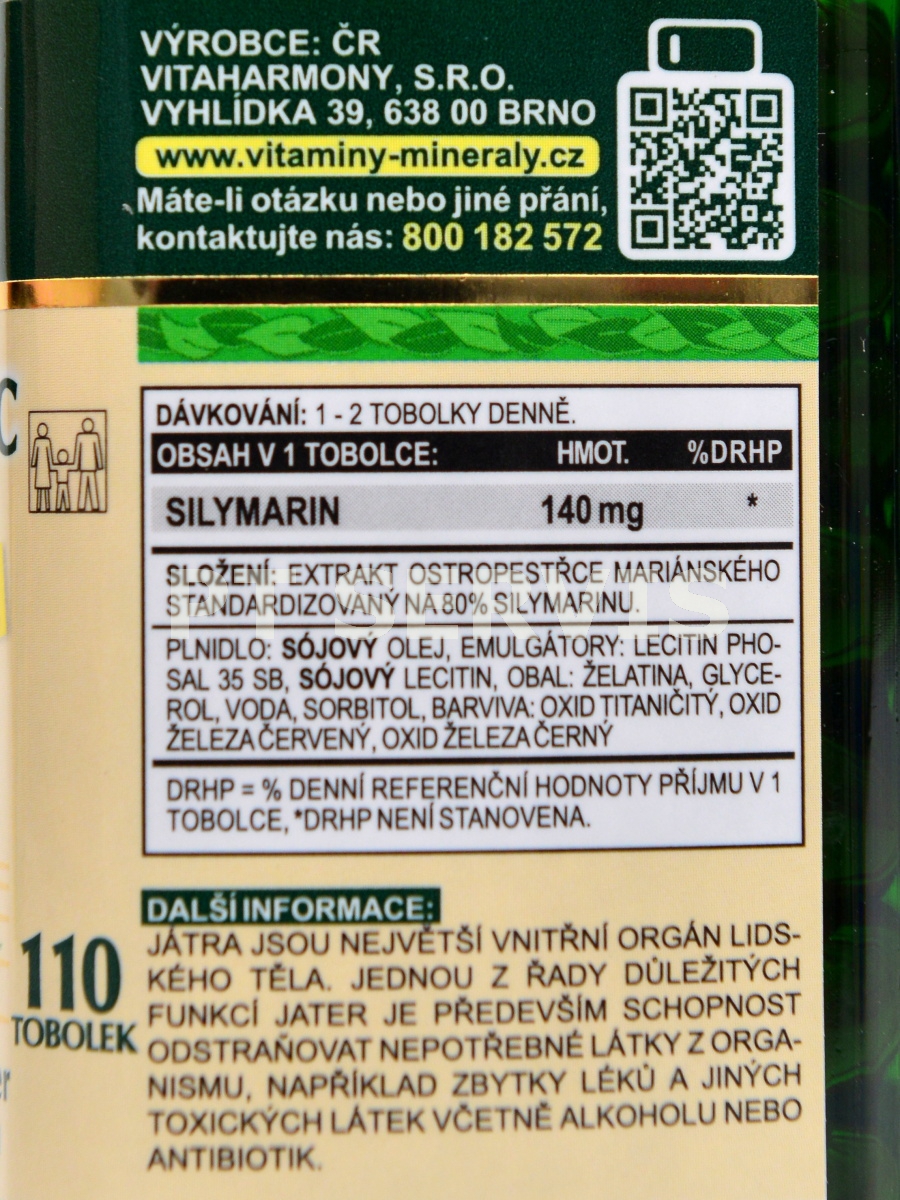 VÝROBCE: ČR
VITAHARMONY, S.R.O.
VYHLÍDKA 39, 638 00 BRNO
www.vitaminy-mineraly.cz
Máte-li otázku nebo jiné přání,
kontaktujte nás: 800 182 572
C
DÁVKOVÁNÍ: 1 - 2 TOBOLKY DENNĚ.
OBSAH V 1 TOBOLCE: HMOT. %DRHP
SILYMARIN 140 mg *
SLOŽENÍ: EXTRAKT OSTROPESTŘCE MARIÁNSKÉHO
STANDARDIZOVANÝ NA 80% SILYMARINU.
PLNIDLO: SÓJOVÝ OLEJ, EMULGÁTORY: LECITIN PHO-
SAL 35 SB, SÓJOVÝ LECITIN, OBAL: ŽELATINA, GLYCE-
ROL, VODA, SORBITOL, BARVIVA: OXID TITANIČITÝ, OXID
ŽELEZA ČERVENÝ, OXID ŽELEZA ČERNÝ
DRHP = % DENNÍ REFERENČNÍ HODNOTY PŘÍJMU V 1
TOBOLCE, *DRHP NENÍ STANOVENA.
DALŠÍ INFORMACE:
JÁTRA JSOU NEJVĚTŠÍ VNITŘNÍ ORGÁN LIDS-
KÉHO TĚLA. JEDNOU Z ŘADY DŮLEŽITÝCH
FUNKCÍ JATER JE PŘEDEVŠÍM SCHOPNOST
ODSTRAŇOVAT NEPOTŘEBNÉ LÁTKY Z ORGA-
NISMU, NAPŘÍKLAD ZBYTKY LÉKŮ A JINÝCH
TOXICKÝCH LÁTEK VČETNĚ ALKOHOLU NEBO
ANTIBIOTIK.
110
TOBOLEK
er